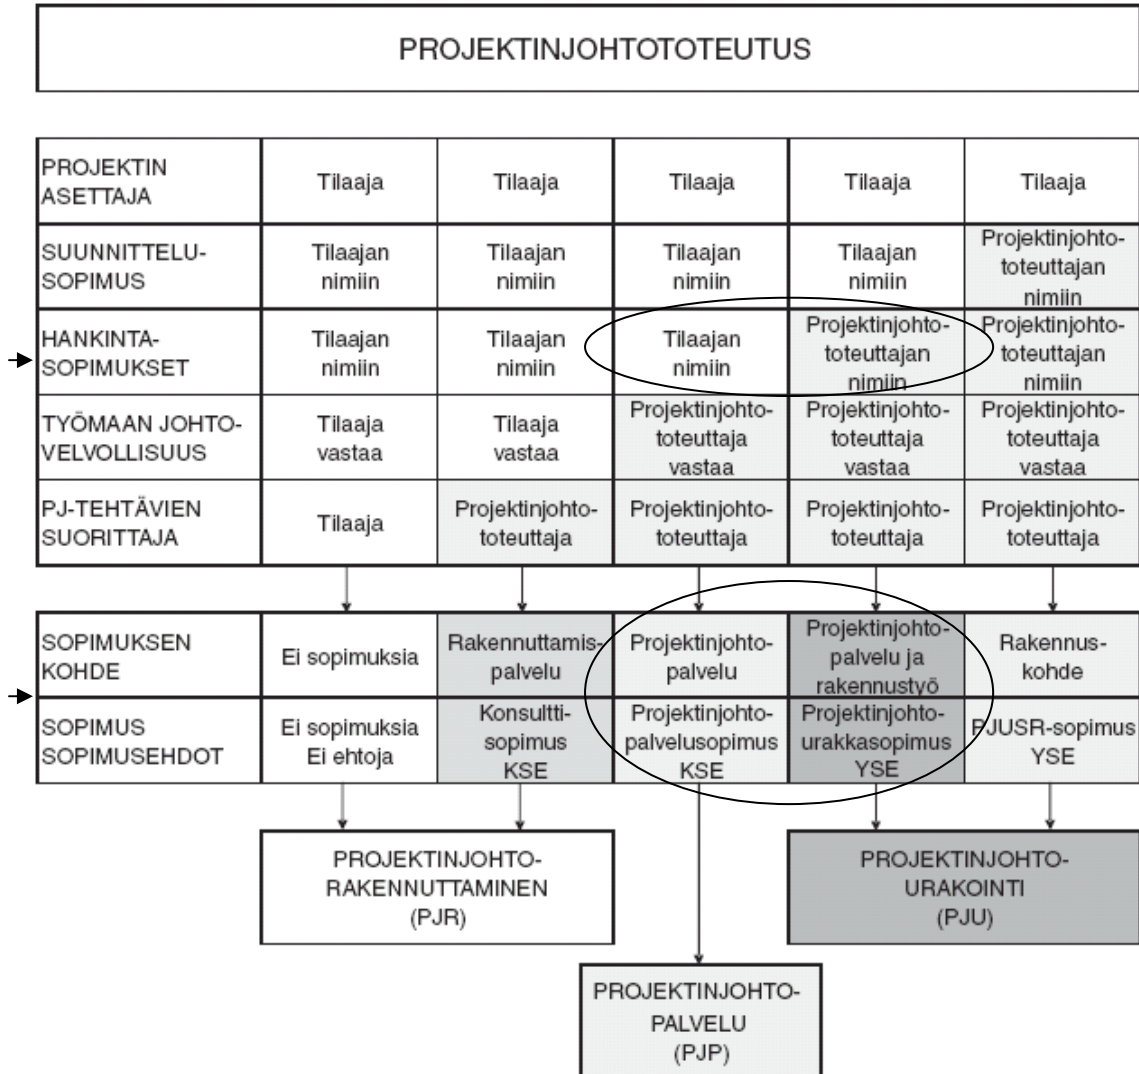 PROJEKTINJOHTOTOTEUTUS
PROJEKTIN
ASETTAJA
Tilaaja
Tilaaja
Tilaaja
Tilaaja
Tilaaja
SUUNNITTELU-
SOPIMUS
Tilaajan
nimiin
Tilaajan
nimiin
Tilaajan
nimiin
Tilaajan
nimiin
Projektinjohto-
toteuttajan
nimiin
HANKINTA-
SOPIMUKSET
Tilaajan
nimiin
Tilaajan
nimiin
Tilaajan
nimiin
Projektinjohto-
toteuttajan
nimiin
Projektinjohto-
toteuttajan
nimiin
TYÖMAAN JOHTO-
VELVOLLISUUS
Tilaaja
vastaa
Tilaaja
vastaa
Projektinjohto-
toteuttaja
vastaa
Projektinjohto-
toteuttaja
vastaa
Projektinjohto-
toteuttaja
vastaa
PJ-TEHTÄVIEN
SUORITTAJA
Tilaaja
Projektinjohto-
toteuttaja
Projektinjohto-
toteuttaja
Projektinjohto-
toteuttaja
Projektinjohto-
toteuttaja
SOPIMUKSEN
KOHDE
Ei sopimuksia
Rakennuttamis-
palvelu
Projektinjohto-
palvelu
Projektinjohto-
palvelu ja
rakennustyö
Rakennus-
kohde
SOPIMUS
SOPIMUSEHDOT
Ei sopimuksia
Ei ehtoja
Konsultti-
sopimus
KSE
Projektinjohto-
palvelusopimus
KSE
Projektinjohto-
urakkasopimus
YSE
PJUSR-sopimus
YSE
PROJEKTINJOHTO-
RAKENNUTTAMINEN
(PJR)
PROJEKTINJOHTO-
URAKOINTI
(PJU)
PROJEKTINJOHTO-
PALVELU
(PJP)